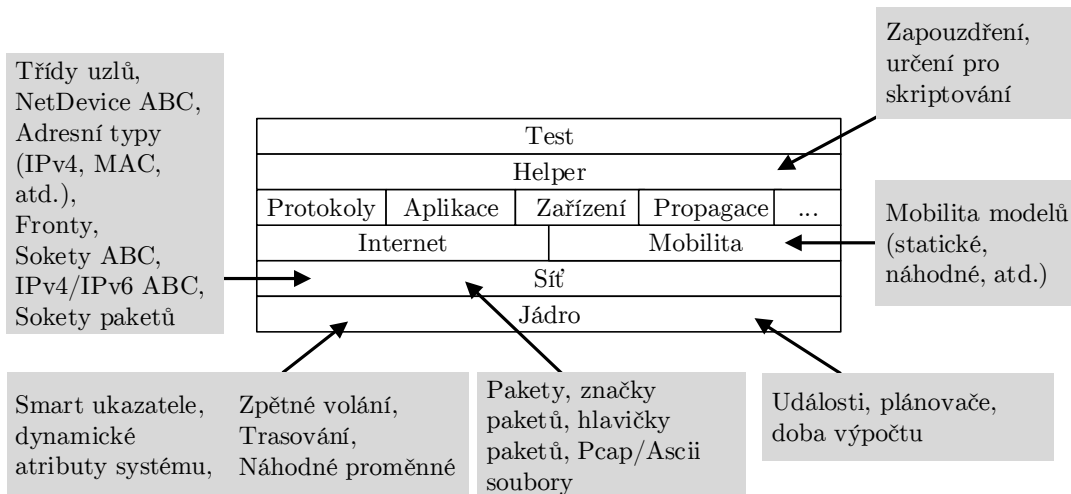 Zapouzdření,
určení pro
skriptování
Třídy uzlů,
NetDevice ABC,
Adresní typy
(IPv4, MAC,
atd.),
Fronty,
Sokety ABC,
IPv4/IPv6 ABC,
Sokety paketů
Test
Helper
Protokoly Aplikace Zařízení Propagace ...
Internet Mobilita
Síť
Jádro
Mobilita modelů
(statické,
náhodné, atd.)
Smart ukazatele,
dynamické
atributy systému,
Zpětné volání,
Trasování,
Náhodné proměnné
Pakety, značky
paketů, hlavičky
paketů, Pcap/Ascii
soubory
Události, plánovače,
doba výpočtu